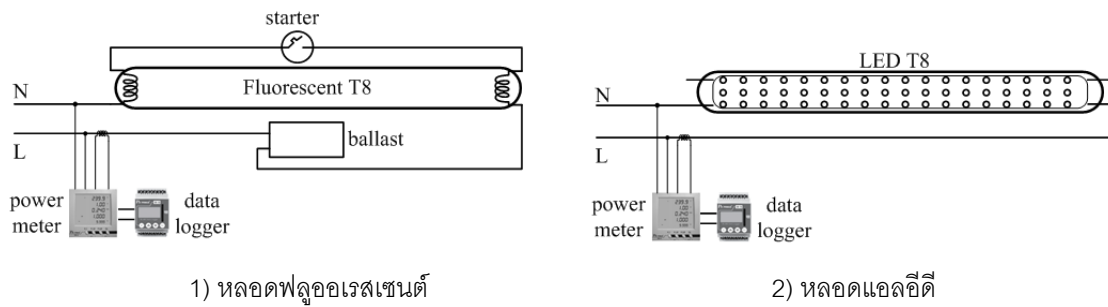 starter
Fluorescent T8
N
L
ballast
power
meter
data
logger
1) หลอดฟลูออเรสเซนต์
LED T8
N
L
power
meter
data
logger
2) หลอดแอลอีดี